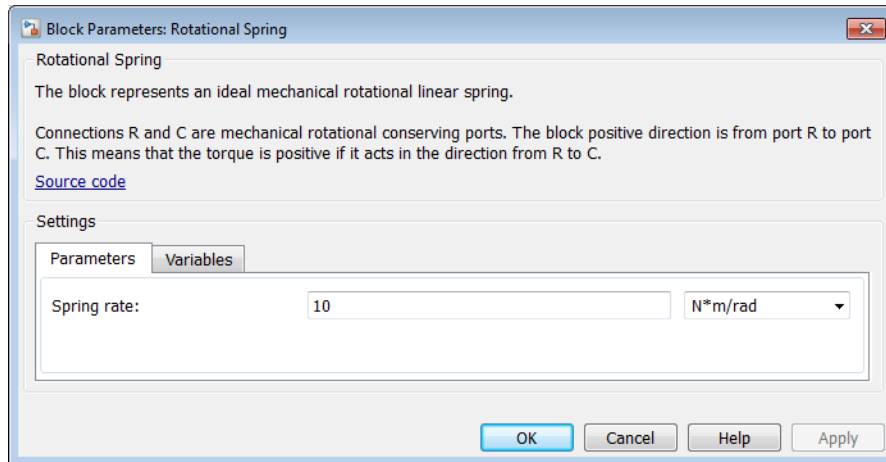 Block Parameters: Rotational Spring
Rotational Spring
The block represents an ideal mechanical rotational linear spring.
Connections R and C are mechanical rotational conserving ports. The block positive direction is from port R to port
C. This means that the torque is positive if it acts in the direction from R to C.
Source code
Settings
Parameters Variables
Spring rate: 10 N*m/rad
OK Cancel Help Apply